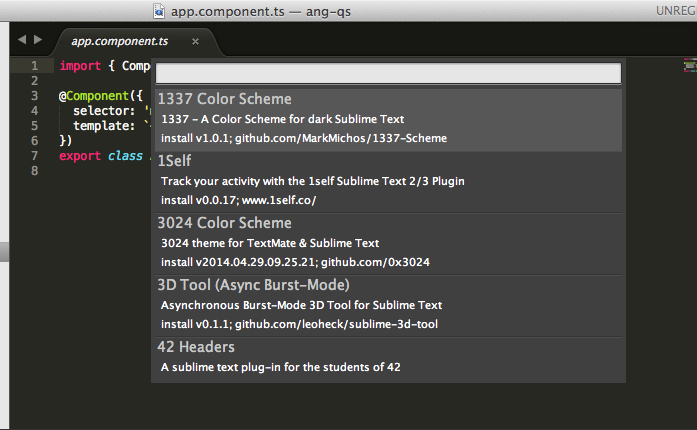 app.component.ts — ang-qs
UNREG
app.component.ts ×
1 import { Comp
2
3 @Component({
4 selector: '
5 template: `
6 })
7 export class
8
1337 Color Scheme
1337 - A Color Scheme for dark Sublime Text
install v1.0.1; github.com/MarkMichos/1337-Scheme
1Self
Track your activity with the 1self Sublime Text 2/3 Plugin
install v0.0.17; www.1self.co/
3024 Color Scheme
3024 theme for TextMate & Sublime Text
install v2014.04.29.09.25.21; github.com/0x3024
3D Tool (Async Burst-Mode)
Asynchronous Burst-Mode 3D Tool for Sublime Text
install v0.1.1; github.com/leoheck/sublime-3d-tool
42 Headers
A sublime text plug-in for the students of 42